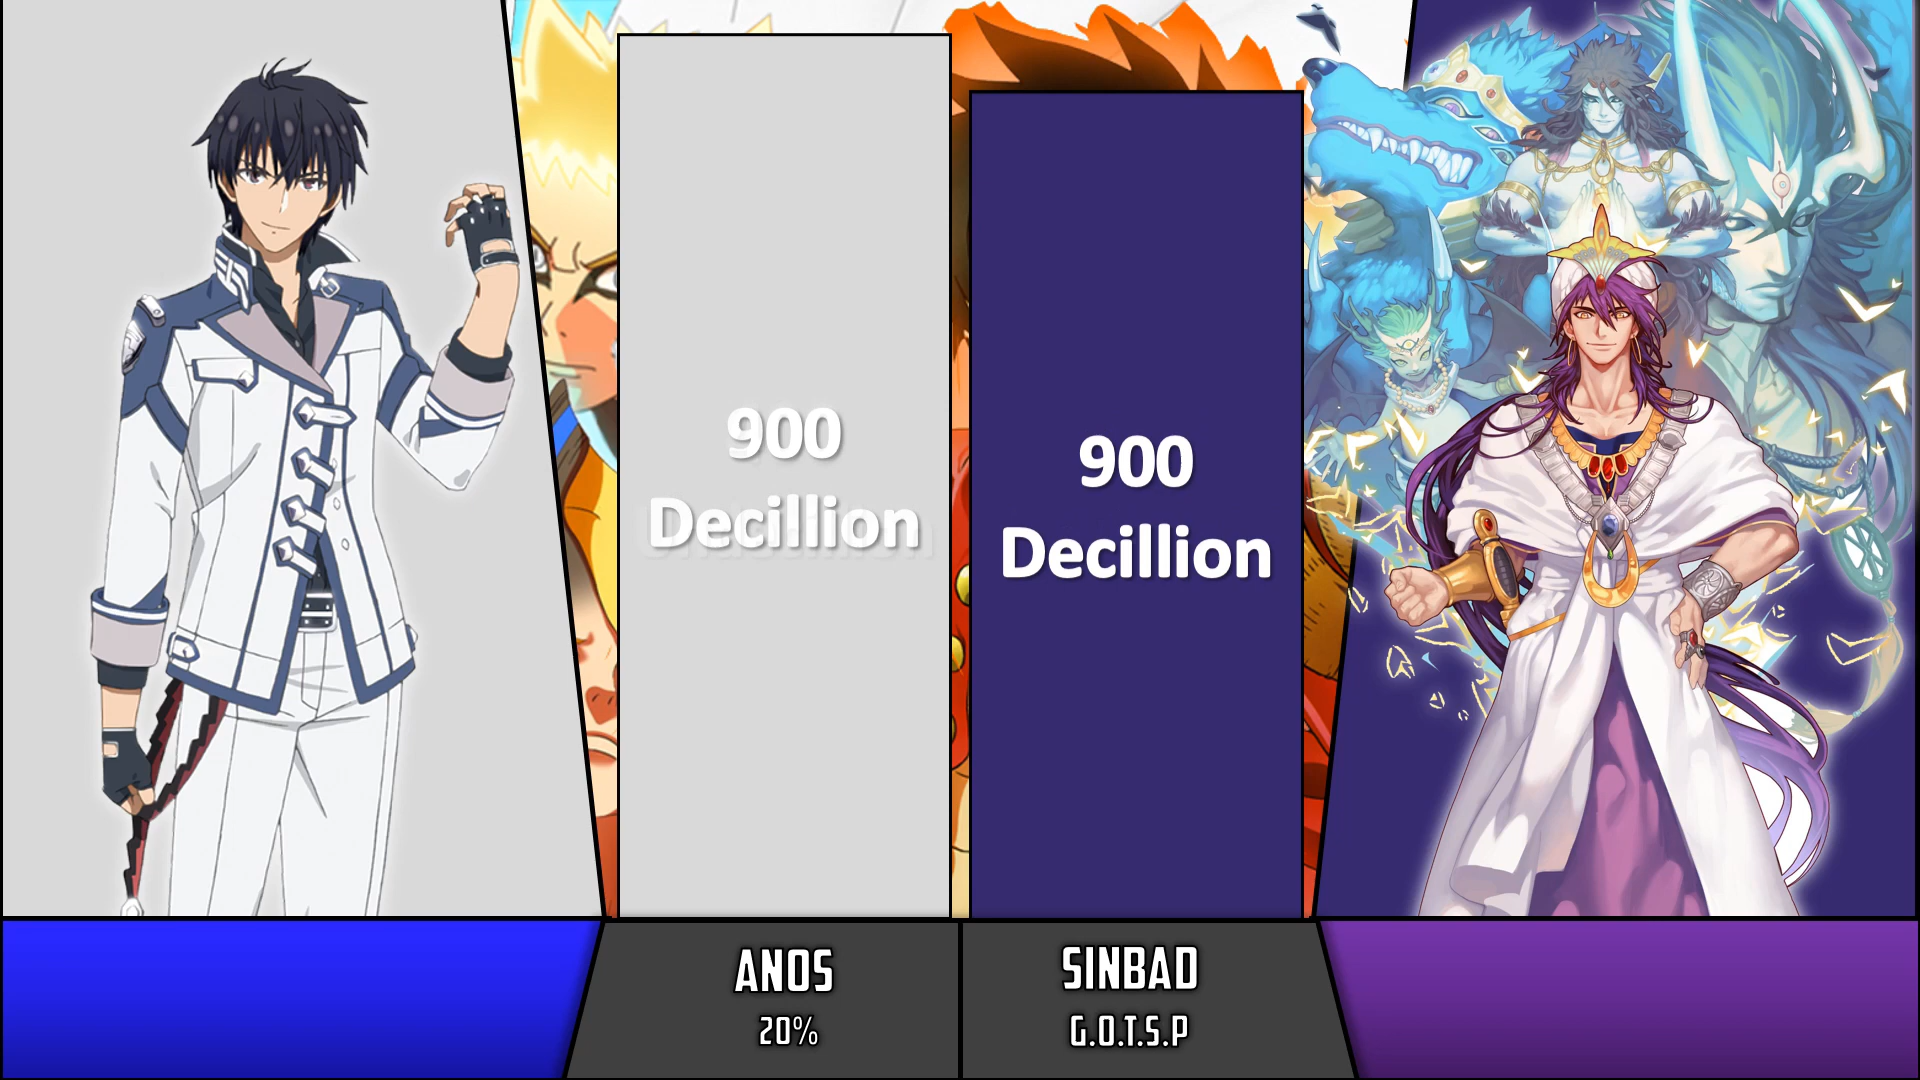 900
Decillion
900
Decillion
ANOS
20%
SINBAD
G.O.T.S.P